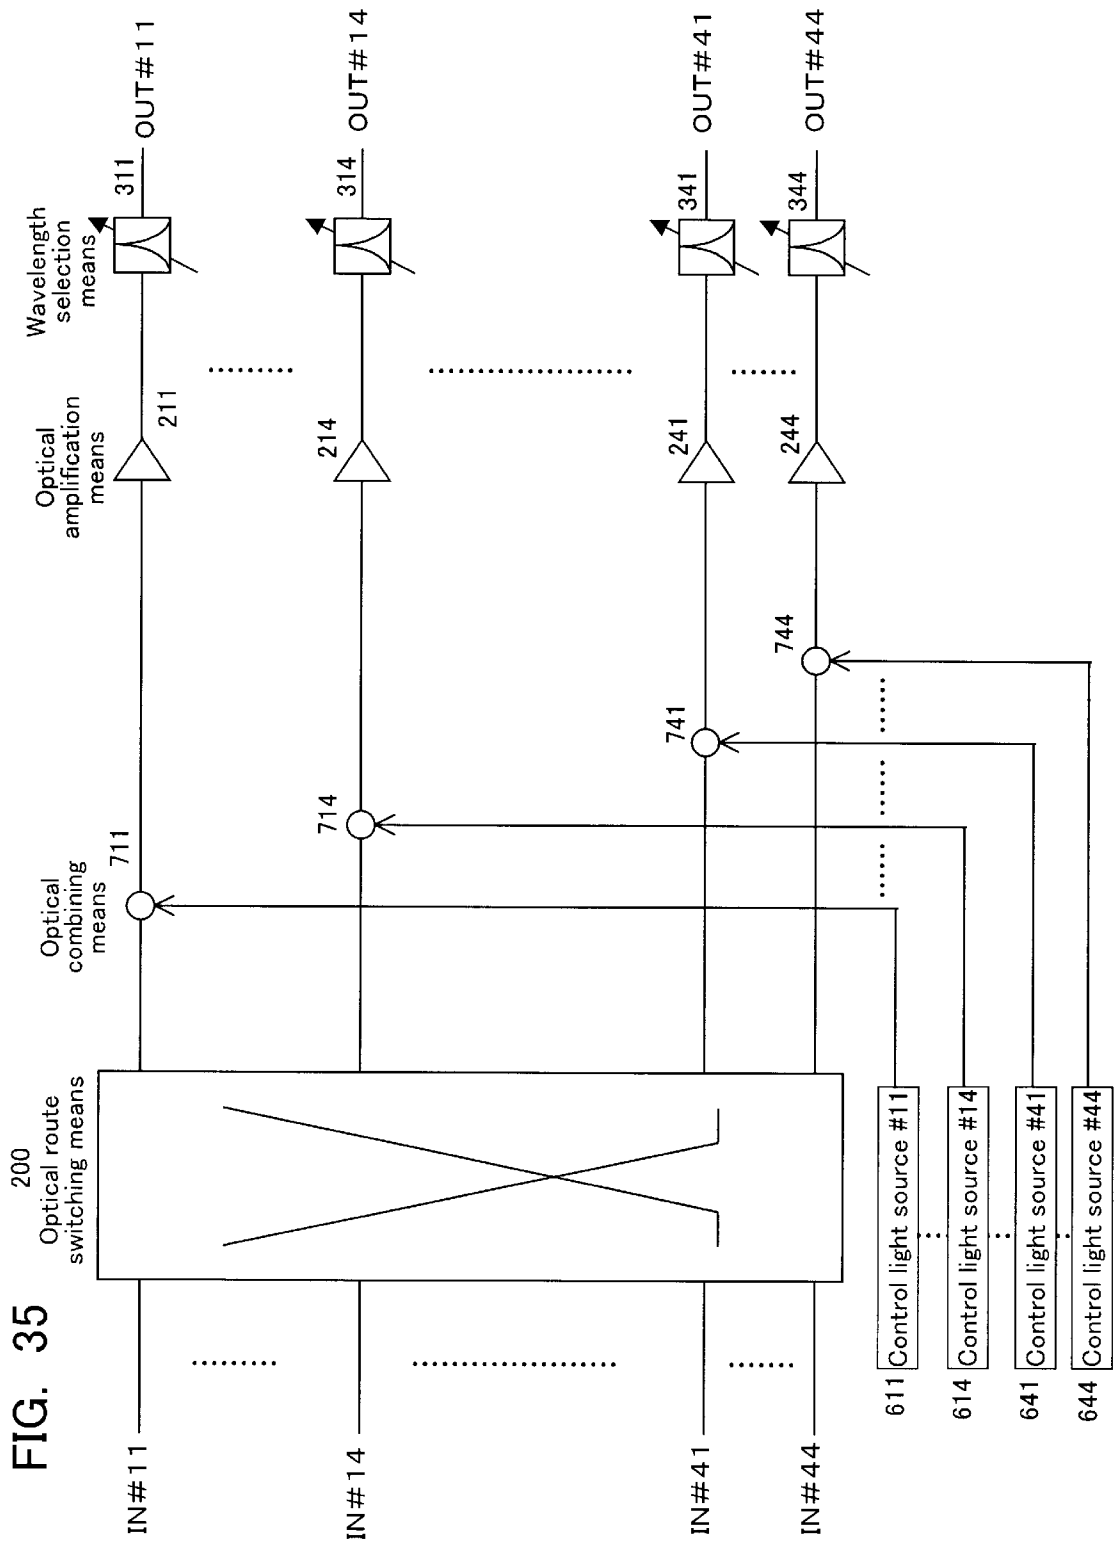 FIG. 35
200
Optical route
switching means
Optical
combining
means
Optical
amplification
means
Wavelength
selection
means
IN#11
711
211
311
OUT#11
IN#14
714
214
314
OUT#14
IN#41
741
241
341
OUT#41
IN#44
744
244
344
OUT#44
611
Control light source #11
614
Control light source #14
641
Control light source #41
644
Control light source #44